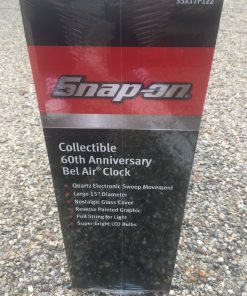 SSX17P122
Snap-on
Collectible
60th Anniversary
Bel Air® Clock
• Quartz Electronic Sweep Movement
• Large 15" Diameter
• Nostalgic Glass Cover
• Reverse Painted Graphic
• Pull String for Light
• Super-Bright LED Bulbs